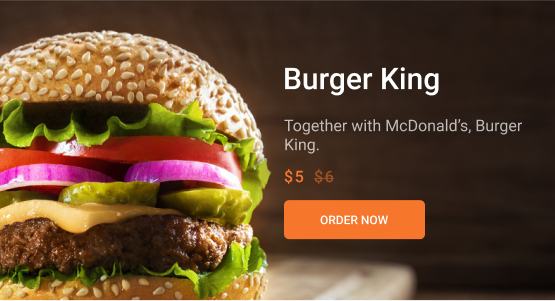 Burger King
Together with McDonald's, Burger
King.
$5 $6
ORDER NOW